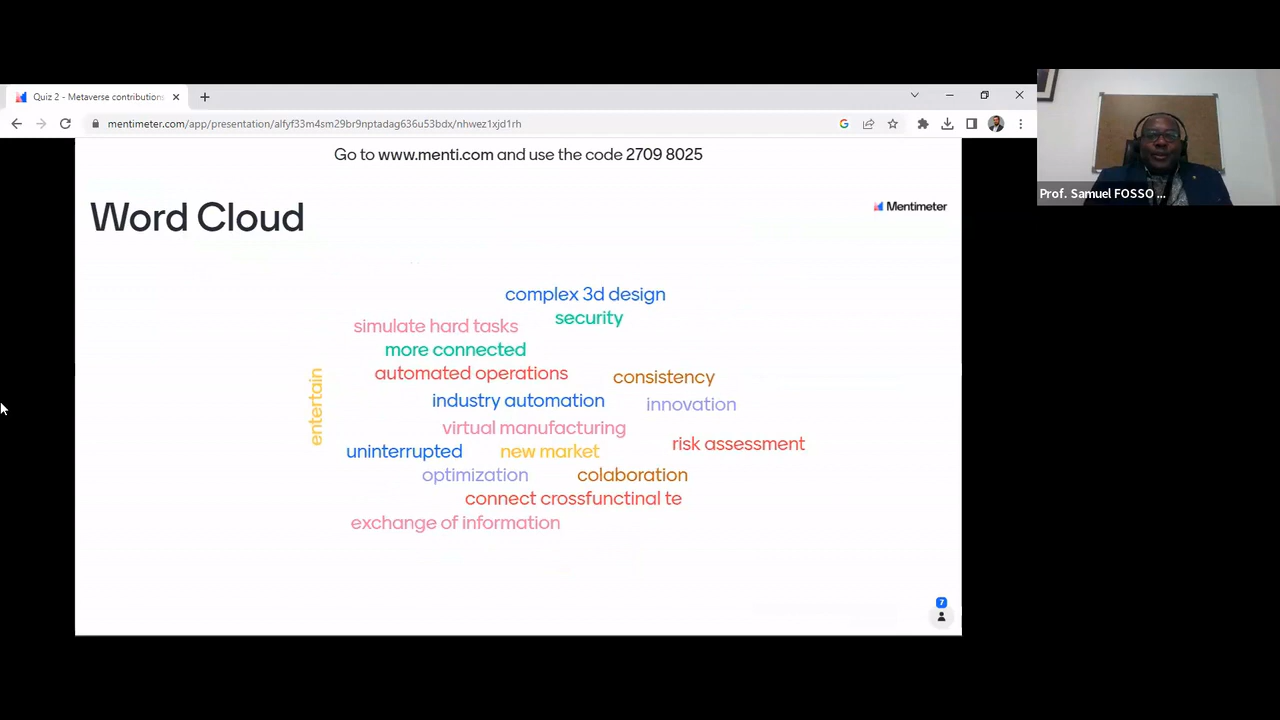 Quiz 2 - Metaverse contributions
mentimeter.com/app/presentation/alfyf33m4sm29br9nptadag636u53bdx/nhwez1xjd1rh
Go to www.menti.com and use the code 2709 8025
Prof. Samuel FOSSO ...
Word Cloud
Mentimeter
complex 3d design
security
simulate hard tasks
more connected
automated operations
consistency
entertain
industry automation
innovation
virtual manufacturing
risk assessment
uninterrupted
new market
optimization
colaboration
connect crossfunctinal te
exchange of information
7